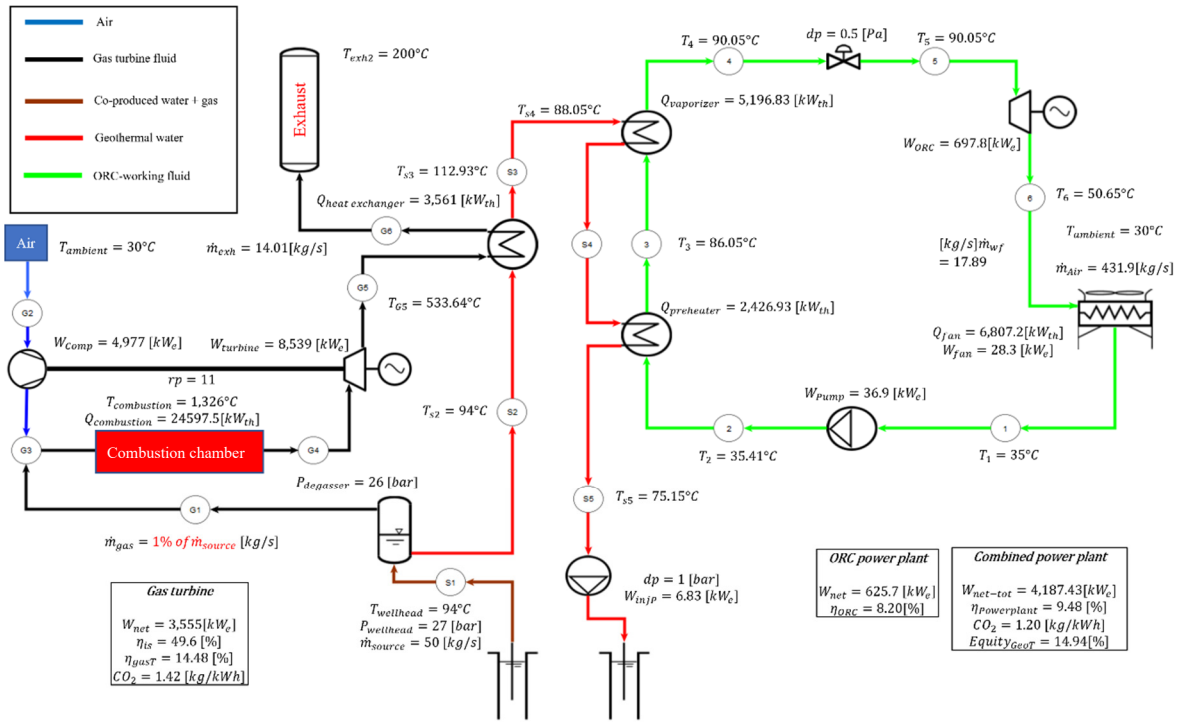 Air
Gas turbine fluid
Co-produced water + gas
Geothermal water
ORC-working fluid
Exhaust
T_exh2 = 200°C
Q_heat exchanger = 3,561 [kW_th]
G6
ṁ_exh = 14.01[kg/s]
Air
T_ambient = 30°C
G2
G5
T_G5 = 533.64°C
W_Comp = 4,977 [kW_e]
W_turbine = 8,539 [kW_e]
rp = 11
T_combustion = 1,326°C
Q_combustion = 24597.5[kW_th]
G3
Combustion chamber
G4
P_degasser = 26 [bar]
G1
ṁ_gas = 1% of ṁ_source [kg/s]
S1
T_wellhead = 94°C
P_wellhead = 27 [bar]
ṁ_source = 50 [kg/s]
T_s2 = 94°C
S2
T_s3 = 112.93°C
S3
T_s4 = 88.05°C
T_4 = 90.05°C
4
dp = 0.5 [Pa]
T_5 = 90.05°C
5
Q_vaporizer = 5,196.83 [kW_th]
W_ORC = 697.8[kW_e]
6
T_6 = 50.65°C
S4
3
T_3 = 86.05°C
[kg/s]ṁ_wf
= 17.89
T_ambient = 30°C
ṁ_Air = 431.9[kg/s]
Q_preheater = 2,426.93 [kW_th]
Q_fan = 6,807.2[kW_th]
W_fan = 28.3 [kW_e]
W_Pump = 36.9 [kW_e]
2
T_2 = 35.41°C
1
T_1 = 35°C
S5
T_s5 = 75.15°C
dp = 1 [bar]
W_injP = 6.83 [kW_e]
Gas turbine
W_net = 3,555[kW_e]
η_is = 49.6 [%]
η_gasT = 14.48 [%]
CO_2 = 1.42 [kg/kWh]
ORC power plant
W_net = 625.7 [kW_e]
η_ORC = 8.20[%]
Combined power plant
W_net-tot = 4,187.43[kW_e]
η_Powerplant = 9.48 [%]
CO_2 = 1.20 [kg/kWh]
Equity_GeoT = 14.94[%]